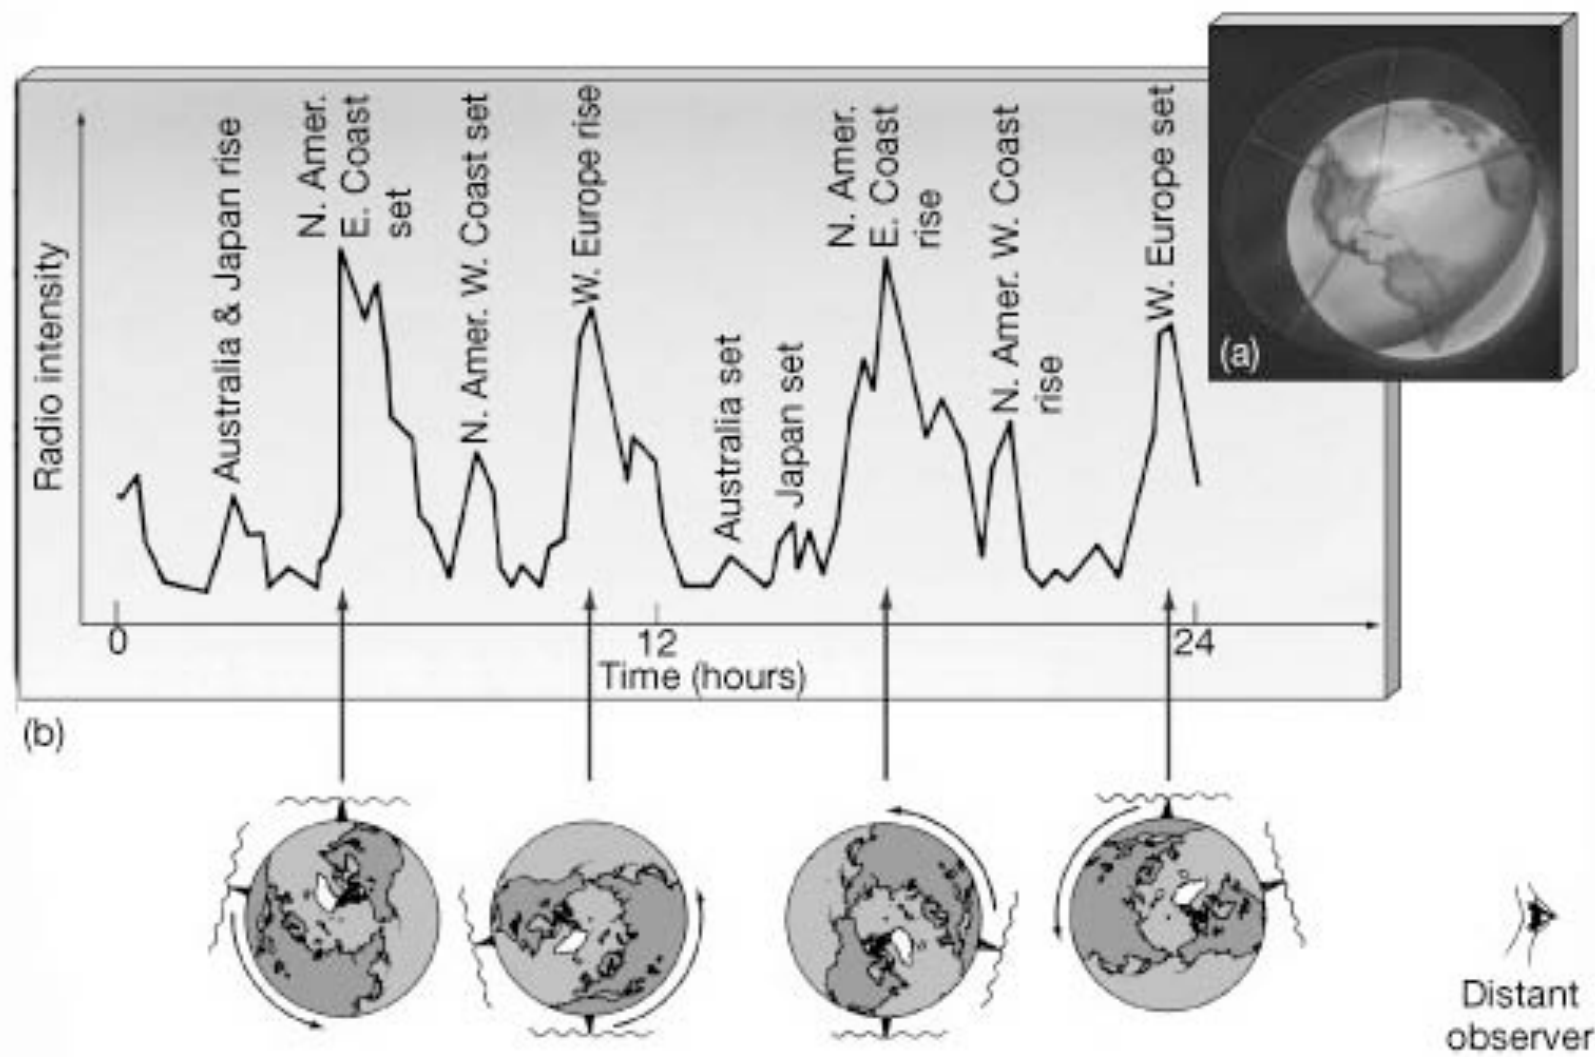 Radio intensity
Australia & Japan rise
N. Amer.
E. Coast
set
N. Amer. W. Coast set
W. Europe rise
Australia set
Japan set
N. Amer.
E. Coast
rise
N. Amer. W. Coast
rise
W. Europe set
(a)
0
12
24
Time (hours)
(b)
Distant
observer